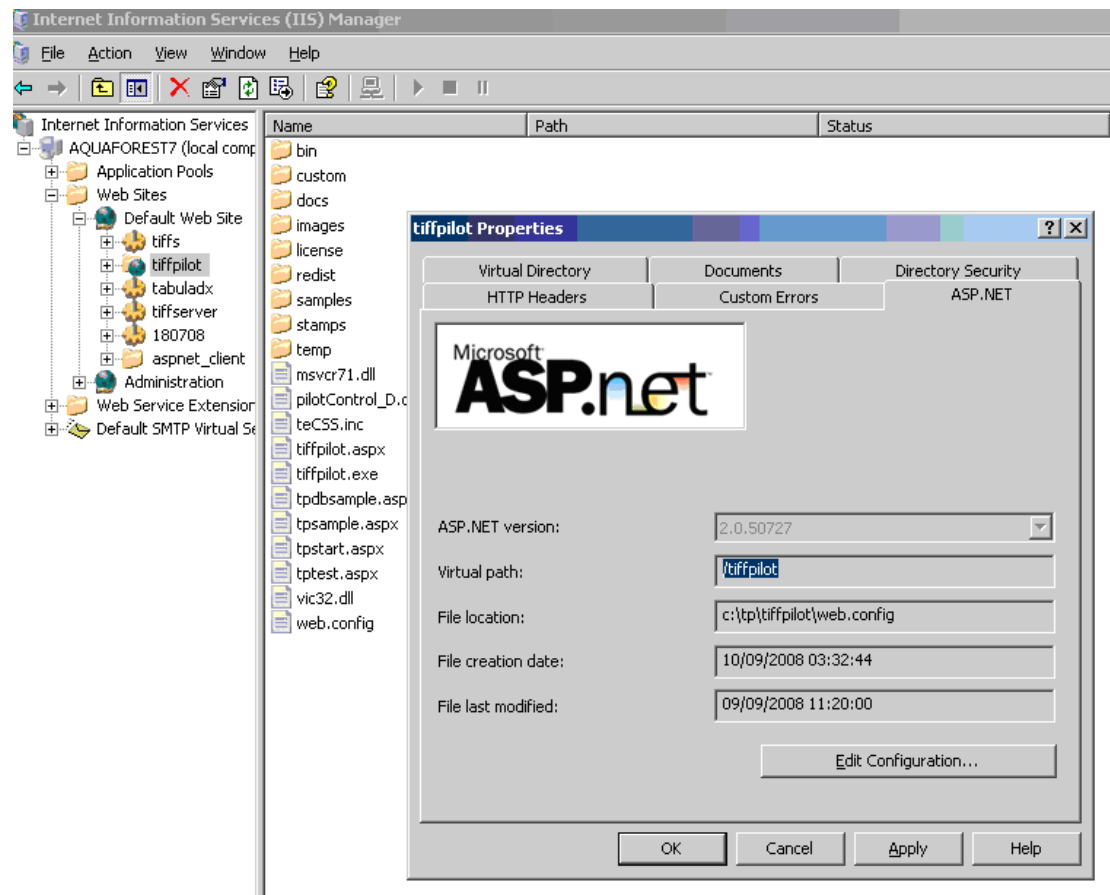 Internet Information Services (IIS) Manager
File Action View Window Help
Internet Information Services
AQUAFOREST7 (local comp
Application Pools
Web Sites
Default Web Site
tiffs
tiffpilot
tabuladx
tiffserver
180708
aspnet_client
Administration
Web Service Extension
Default SMTP Virtual Se
Name Path Status
bin
custom
docs
images
license
redist
samples
stamps
temp
msvcr71.dll
pilotControl_D.c
teCSS.inc
tiffpilot.aspx
tiffpilot.exe
tpdbsample.asp
tpsample.aspx
tpstart.aspx
tptest.aspx
vic32.dll
web.config
tiffpilot Properties
Virtual Directory Documents Directory Security
HTTP Headers Custom Errors ASP.NET
Microsoft
ASP.net
ASP.NET version: 2.0.50727
Virtual path: /tiffpilot
File location: c:\tp\tiffpilot\web.config
File creation date: 10/09/2008 03:32:44
File last modified: 09/09/2008 11:20:00
Edit Configuration...
OK Cancel Apply Help